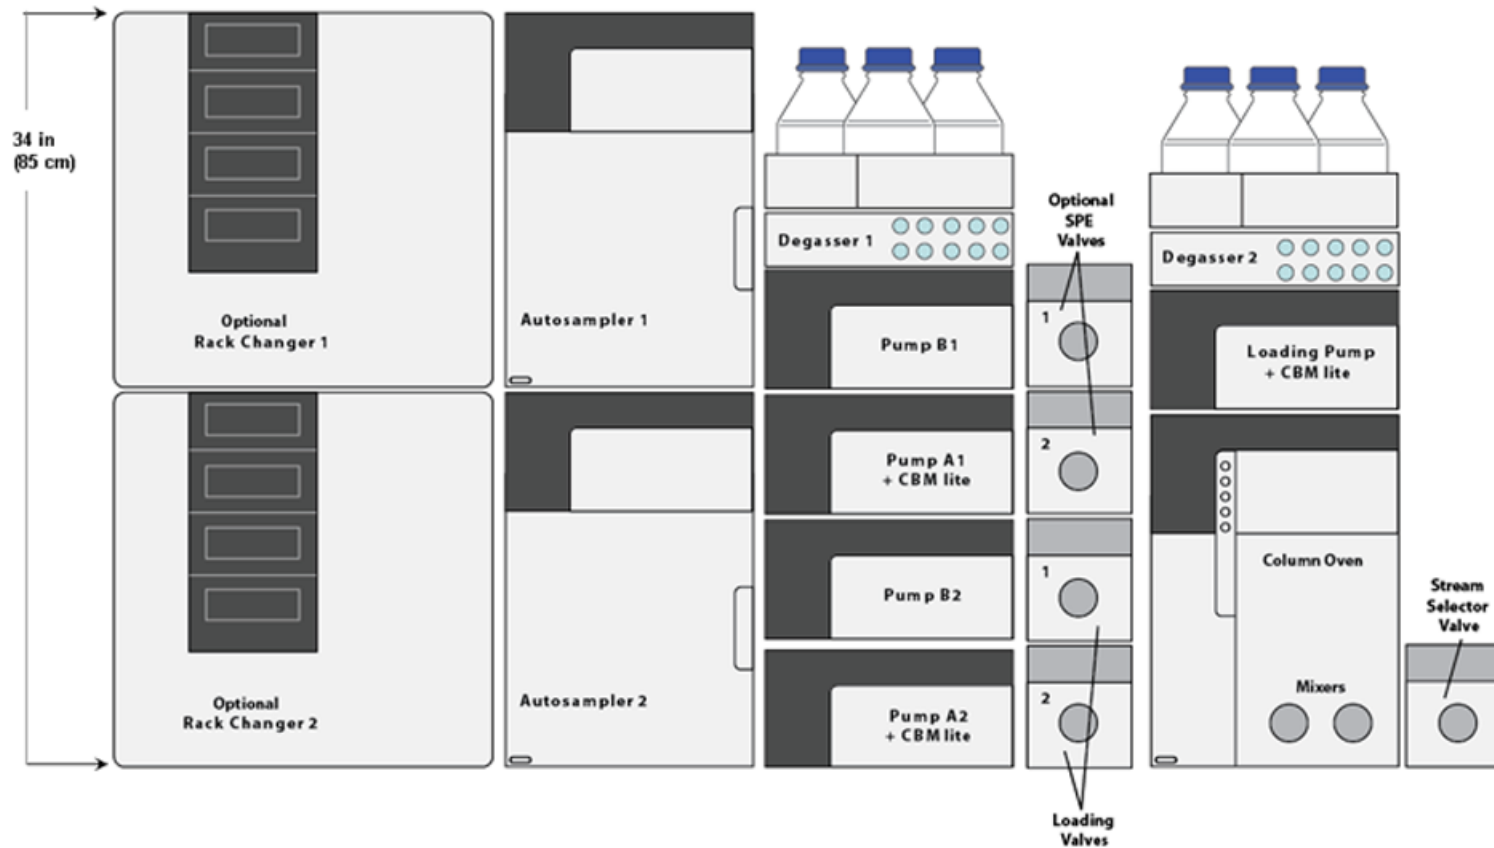 34 in
(85 cm)
Optional
Rack Changer 1
Autosampler 1
Degasser 1
Pump B1
Pump A1
+ CBM lite
Pump B2
Pump A2
+ CBM lite
Optional
SPE
Valves
1
2
1
2
Loading
Valves
Degasser 2
Loading Pump
+ CBM lite
Column Oven
Mixers
Stream
Selector
Valve
Optional
Rack Changer 2
Autosampler 2